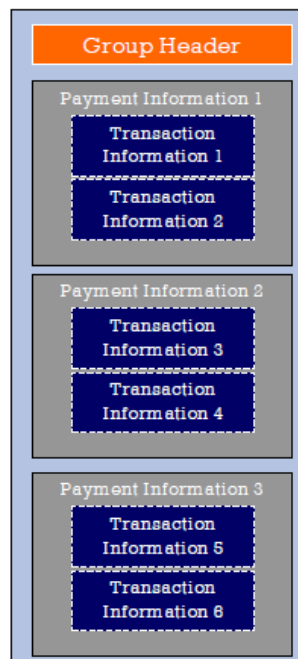 Group Header
Payment Information 1
Transaction
Information 1
Transaction
Information 2
Payment Information 2
Transaction
Information 3
Transaction
Information 4
Payment Information 3
Transaction
Information 5
Transaction
Information 6